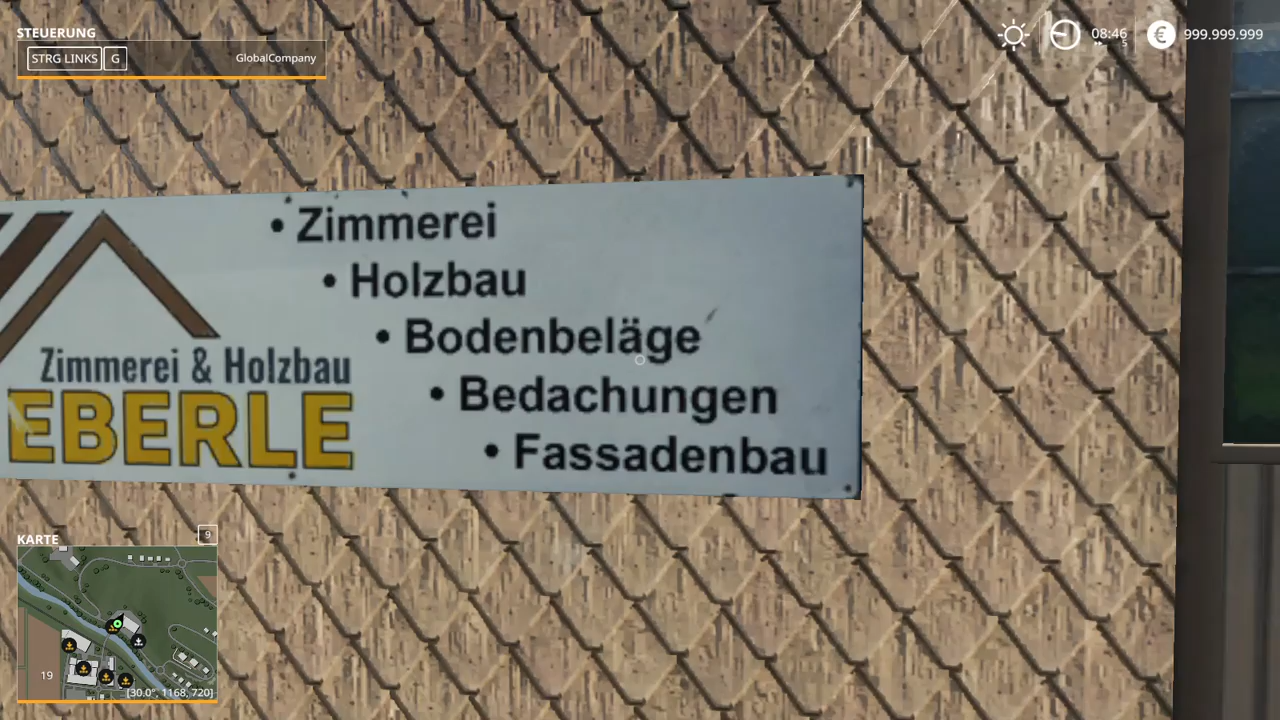 STEUERUNG
STRG LINKS G GlobalCompany
08:46
5
€ 999.999.999
• Zimmerei
• Holzbau
• Bodenbeläge
• Bedachungen
• Fassadenbau
Zimmerei & Holzbau
EBERLE
KARTE 9
19
[30.0°, 1168, 720]